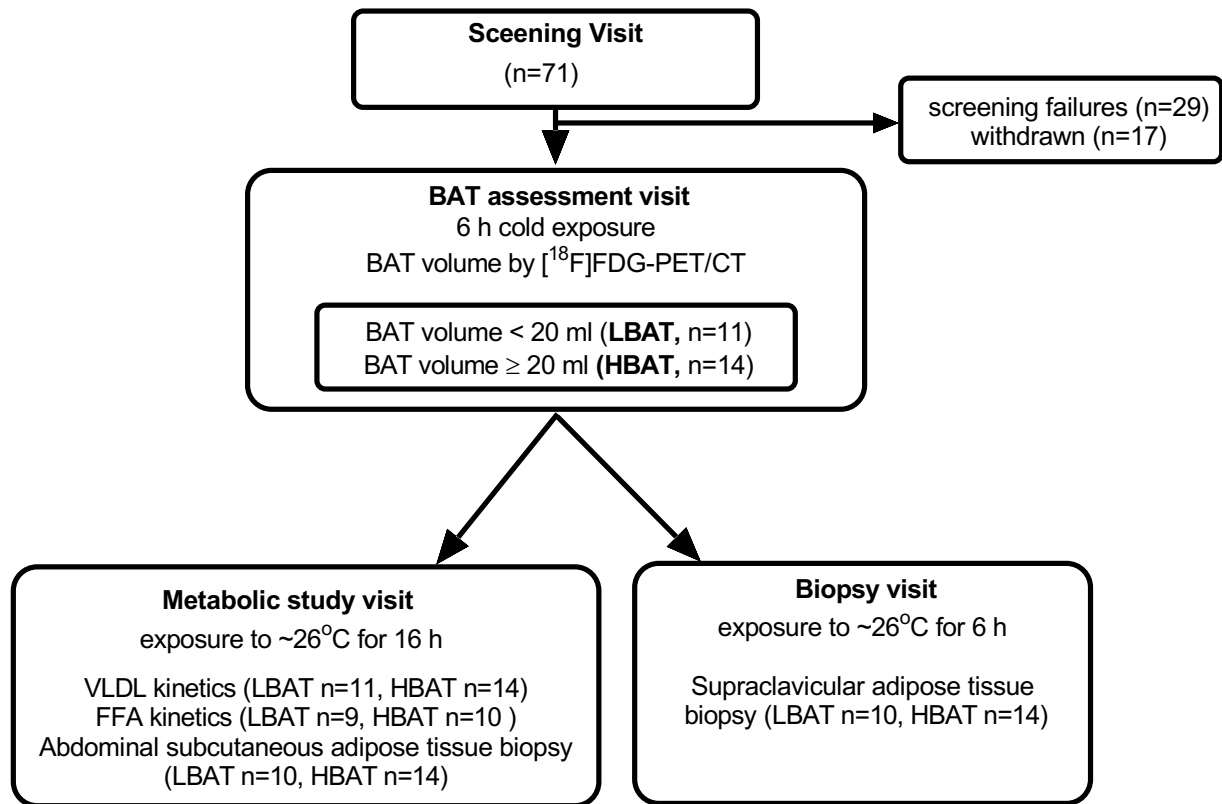 Sceening Visit
(n=71)
screening failures (n=29)
withdrawn (n=17)
BAT assessment visit
6 h cold exposure
BAT volume by [¹⁸F]FDG-PET/CT
BAT volume < 20 ml (LBAT, n=11)
BAT volume ≥ 20 ml (HBAT, n=14)
Metabolic study visit
exposure to ~26°C for 16 h
VLDL kinetics (LBAT n=11, HBAT n=14)
FFA kinetics (LBAT n=9, HBAT n=10 )
Abdominal subcutaneous adipose tissue biopsy
(LBAT n=10, HBAT n=14)
Biopsy visit
exposure to ~26°C for 6 h
Supraclavicular adipose tissue
biopsy (LBAT n=10, HBAT n=14)